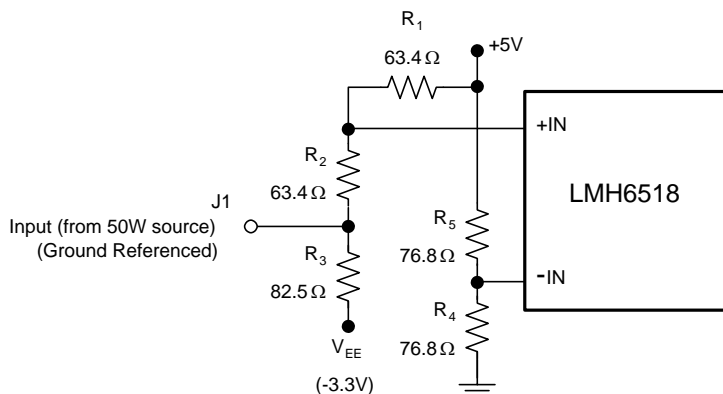 R1
63.4 Ω
+5V
+IN
R2
63.4 Ω
LMH6518
J1
Input (from 50W source)
(Ground Referenced)
R5
76.8 Ω
R3
82.5 Ω
-IN
R4
76.8 Ω
VEE
(-3.3V)